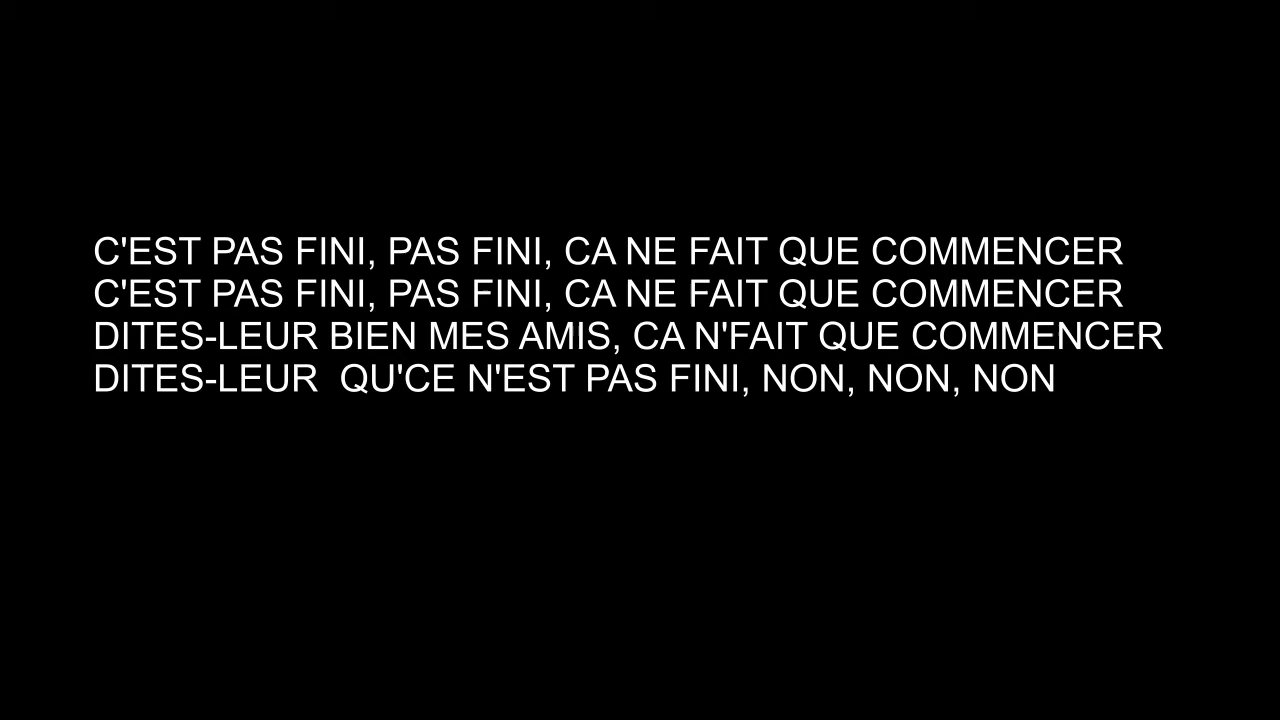 C'EST PAS FINI, PAS FINI, CA NE FAIT QUE COMMENCER
C'EST PAS FINI, PAS FINI, CA NE FAIT QUE COMMENCER
DITES-LEUR BIEN MES AMIS, CA N'FAIT QUE COMMENCER
DITES-LEUR  QU'CE N'EST PAS FINI, NON, NON, NON